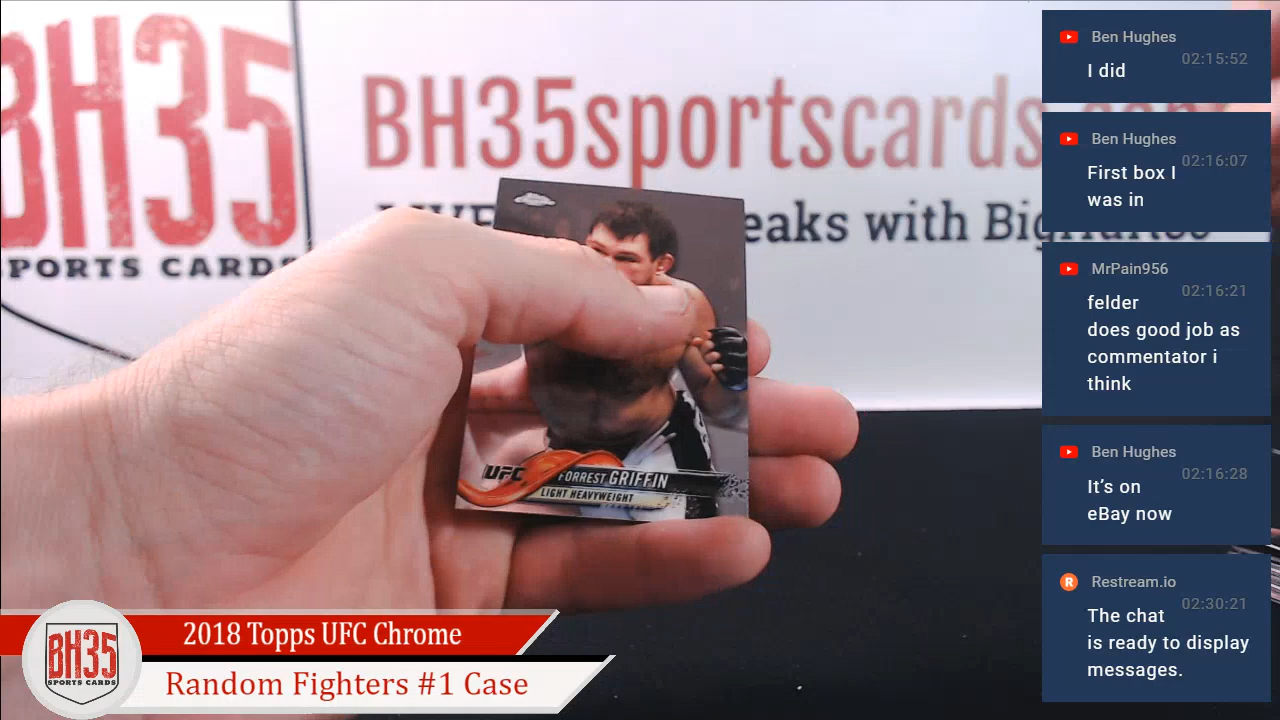 BH35
SPORTS CARDS
BH35sportscards.com
eaks with Big
UFC
FORREST GRIFFIN
LIGHT HEAVYWEIGHT
BH35
SPORTS CARDS
2018 Topps UFC Chrome
Random Fighters #1 Case
Ben Hughes
02:15:52
I did
Ben Hughes
02:16:07
First box I
was in
MrPain956
02:16:21
felder
does good job as
commentator i
think
Ben Hughes
02:16:28
It's on
eBay now
Restream.io
02:30:21
The chat
is ready to display
messages.